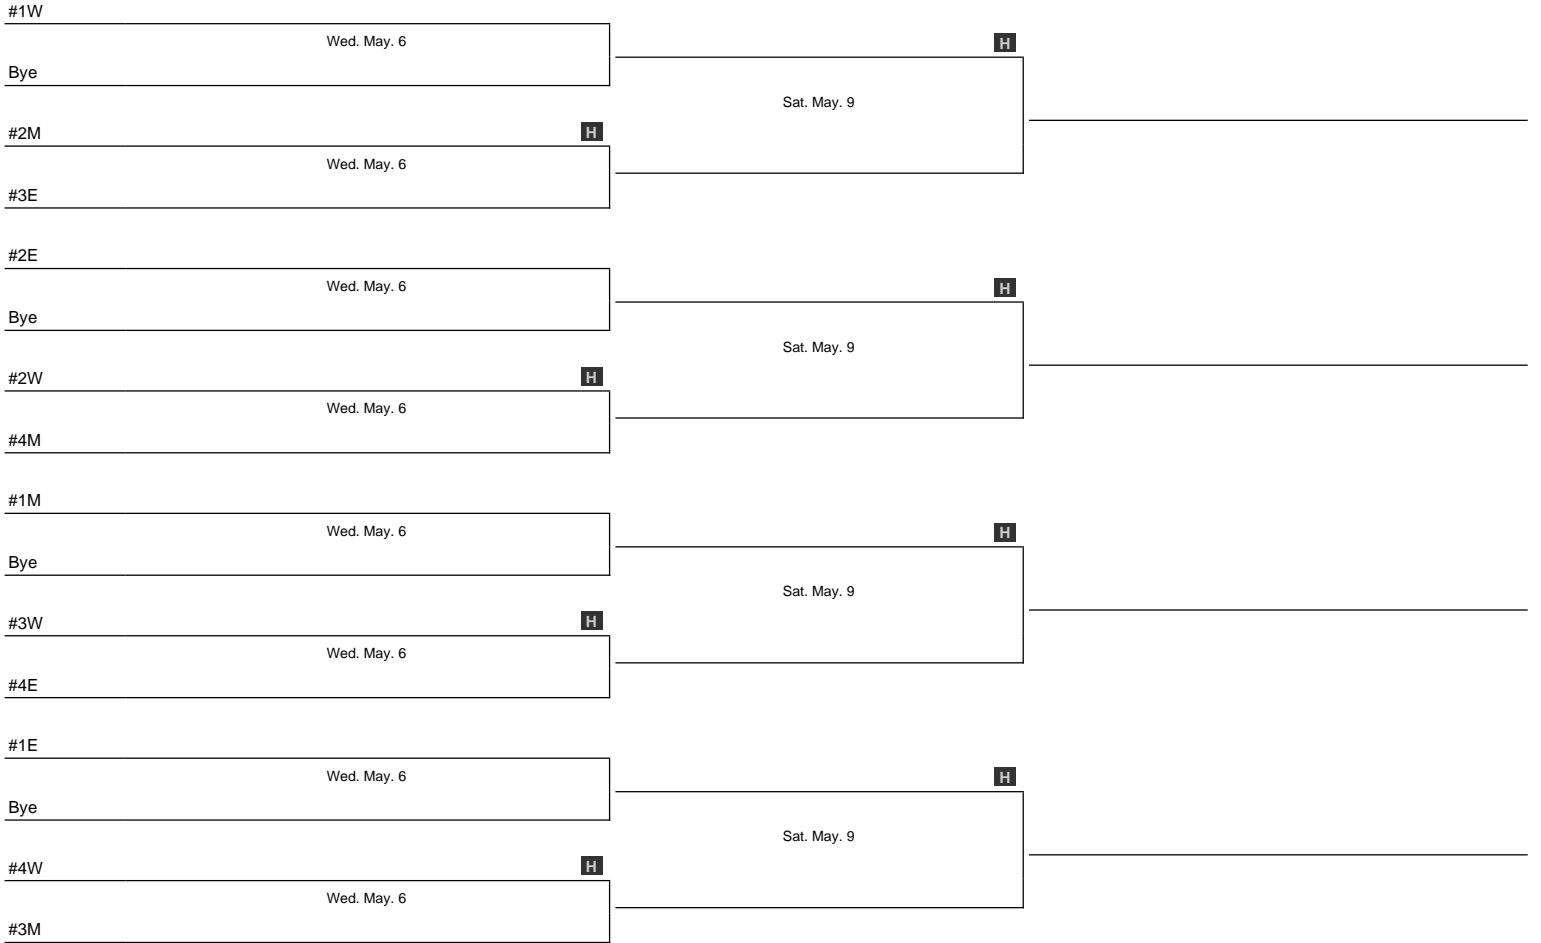 #1W
Wed. May. 6
H
Bye
Sat. May. 9
#2M
H
Wed. May. 6
#3E
#2E
Wed. May. 6
H
Bye
Sat. May. 9
#2W
H
Wed. May. 6
#4M
#1M
Wed. May. 6
H
Bye
Sat. May. 9
#3W
H
Wed. May. 6
#4E
#1E
Wed. May. 6
H
Bye
Sat. May. 9
#4W
H
Wed. May. 6
#3M